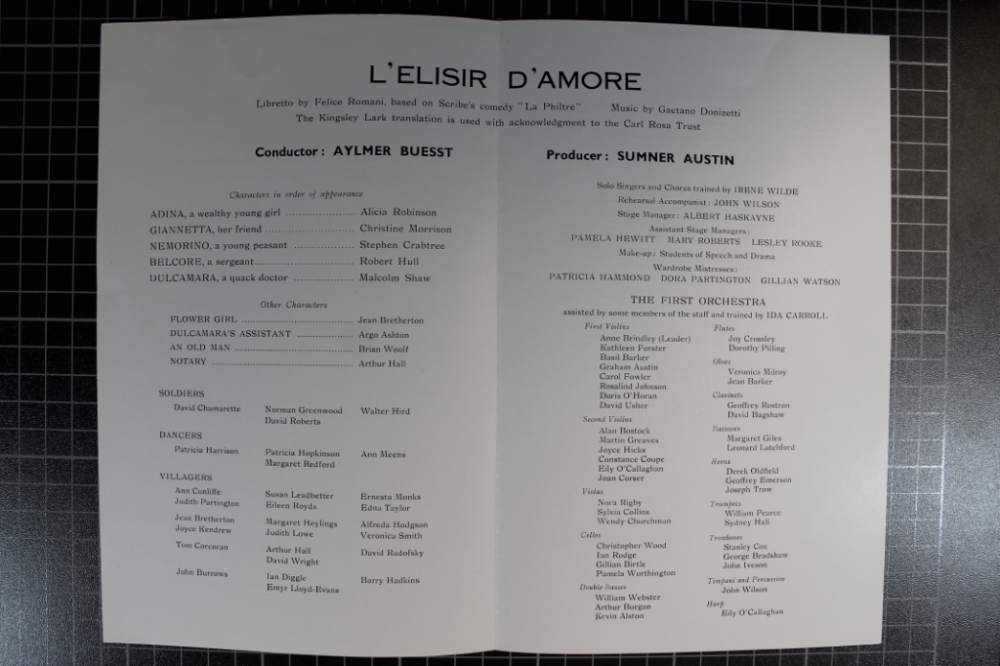 L'ELISIR D'AMORE
Libretto by Felice Romani, based on Scribe's comedy "La Philtre" Music by Gaetano Donizetti
The Kingsley Lark translation is used with acknowledgment to the Carl Rosa Trust
Conductor: AYLMER BUESST
Characters in order of appearance
ADINA, a wealthy young girl .................... Alicia Robinson
GIANNETTA, her friend .......................... Christine Morrison
NEMORINO, a young peasant .................. Stephen Crabtree
BELCORE, a sergeant............................. Robert Hull
DULCAMARA, a quack doctor .................. Malcolm Shaw
Other Characters
FLOWER GIRL .................................. Jean Bretherton
DULCAMARA'S ASSISTANT ................. Argo Ashton
AN OLD MAN .................................... Brian Woolf
NOTARY .......................................... Arthur Hall
SOLDIERS
David Chamarette Norman Greenwood Walter Hird
David Roberts
DANCERS
Patricia Harrison Patricia Hopkinson Ann Meens
Margaret Redford
VILLAGERS
Ann Cunliffe Susan Leadbetter Ernesta Monks
Judith Partington Eileen Royds Edna Taylor
Jean Bretherton Margaret Heylings Alfreda Hodgson
Joyce Kendrew Judith Lowe Veronica Smith
Tom Corcoran Arthur Hall David Rudofsky
David Wright
John Burrows Ian Diggle Barry Hadkins
Emyr Lloyd-Evans
Producer: SUMNER AUSTIN
Solo Singers and Chorus trained by IRENE WILDE
Rehearsal Accompanist: JOHN WILSON
Stage Manager: ALBERT HASKAYNE
Assistant Stage Managers:
PAMELA HEWITT MARY ROBERTS LESLEY ROOKE
Make-up: Students of Speech and Drama
Wardrobe Mistresses:
PATRICIA HAMMOND DORA PARTINGTON GILLIAN WATSON
THE FIRST ORCHESTRA
assisted by some members of the staff and trained by IDA CARROLL
First Violins
Anne Brindley (Leader)
Kathleen Forster
Basil Barker
Graham Austin
Carol Fowler
Rosalind Johnson
Doris O'Horan
David Usher
Second Violins
Alan Bostock
Martin Greaves
Joyce Hicks
Constance Coupe
Eily O'Callaghan
Joan Corser
Violas
Nora Rigby
Sylvia Collins
Wendy Churchman
Cellos
Christopher Wood
Ian Rudge
Gillian Birtle
Pamela Worthington
Double Basses
William Webster
Arthur Burgan
Kevin Alston
Flutes
Joy Crossley
Dorothy Pilling
Oboes
Veronica Milroy
Jean Barker
Clarinets
Geoffrey Rostron
David Bagshaw
Bassoons
Margaret Giles
Leonard Latchford
Horns
Derek Oldfield
Geoffrey Emerson
Joseph Trow
Trumpets
William Pearce
Sydney Hall
Trombones
Stanley Cox
George Bradshaw
John Iveson
Timpani and Percussion
John Wilson
Harp
Eily O'Callaghan